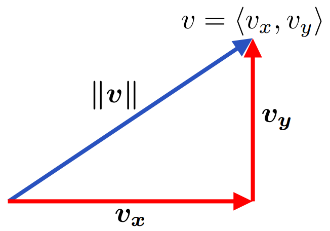 v = ⟨v_x, v_y⟩
‖v‖
v_y
v_x